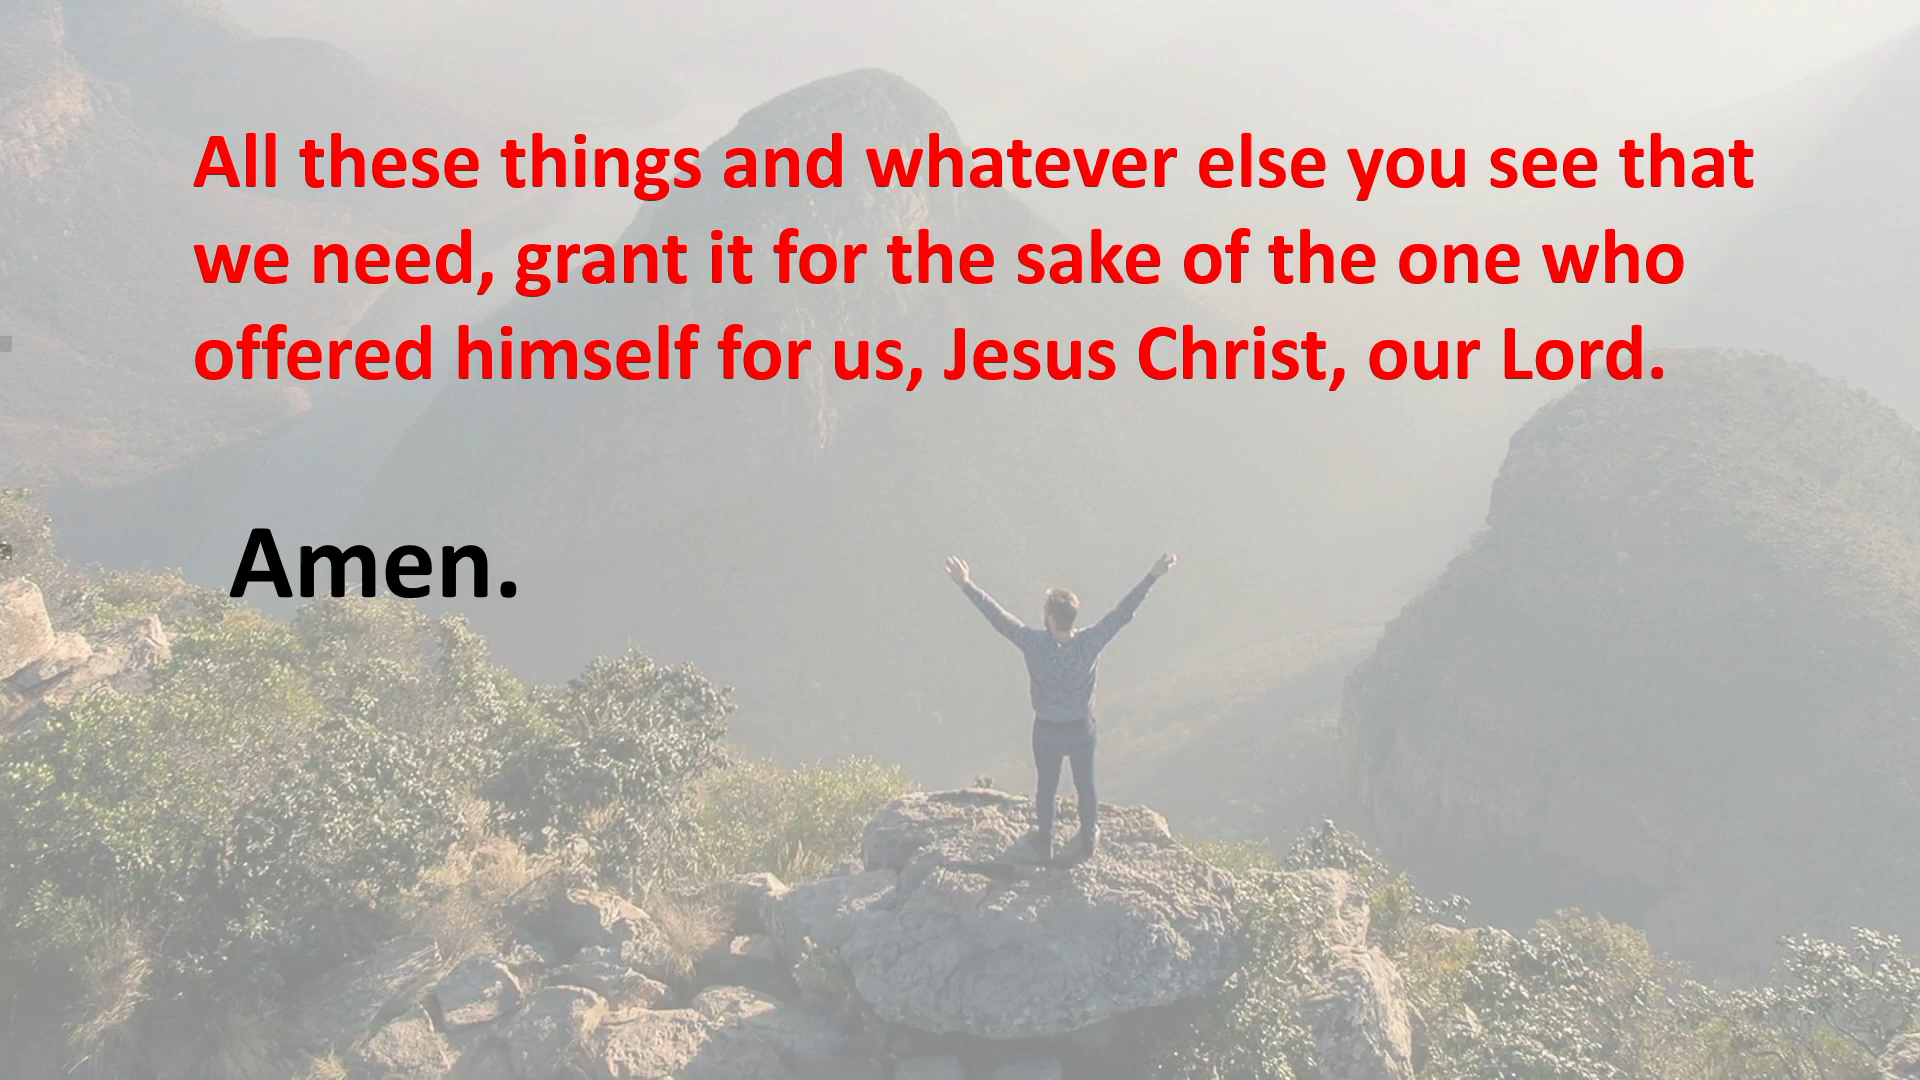 All these things and whatever else you see that
we need, grant it for the sake of the one who
offered himself for us, Jesus Christ, our Lord.
Amen.